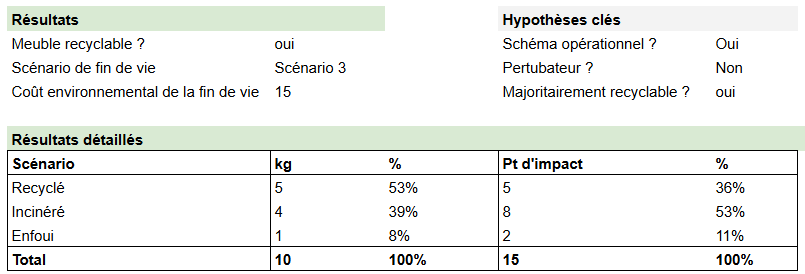 Résultats Hypothèses clés
Meuble recyclable ? oui Schéma opérationnel ? Oui
Scénario de fin de vie Scénario 3 Pertubateur ? Non
Coût environnemental de la fin de vie 15 Majoritairement recyclable ? oui
Résultats détaillés
Scénario kg % Pt d'impact %
Recyclé 5 53% 5 36%
Incinéré 4 39% 8 53%
Enfoui 1 8% 2 11%
Total 10 100% 15 100%